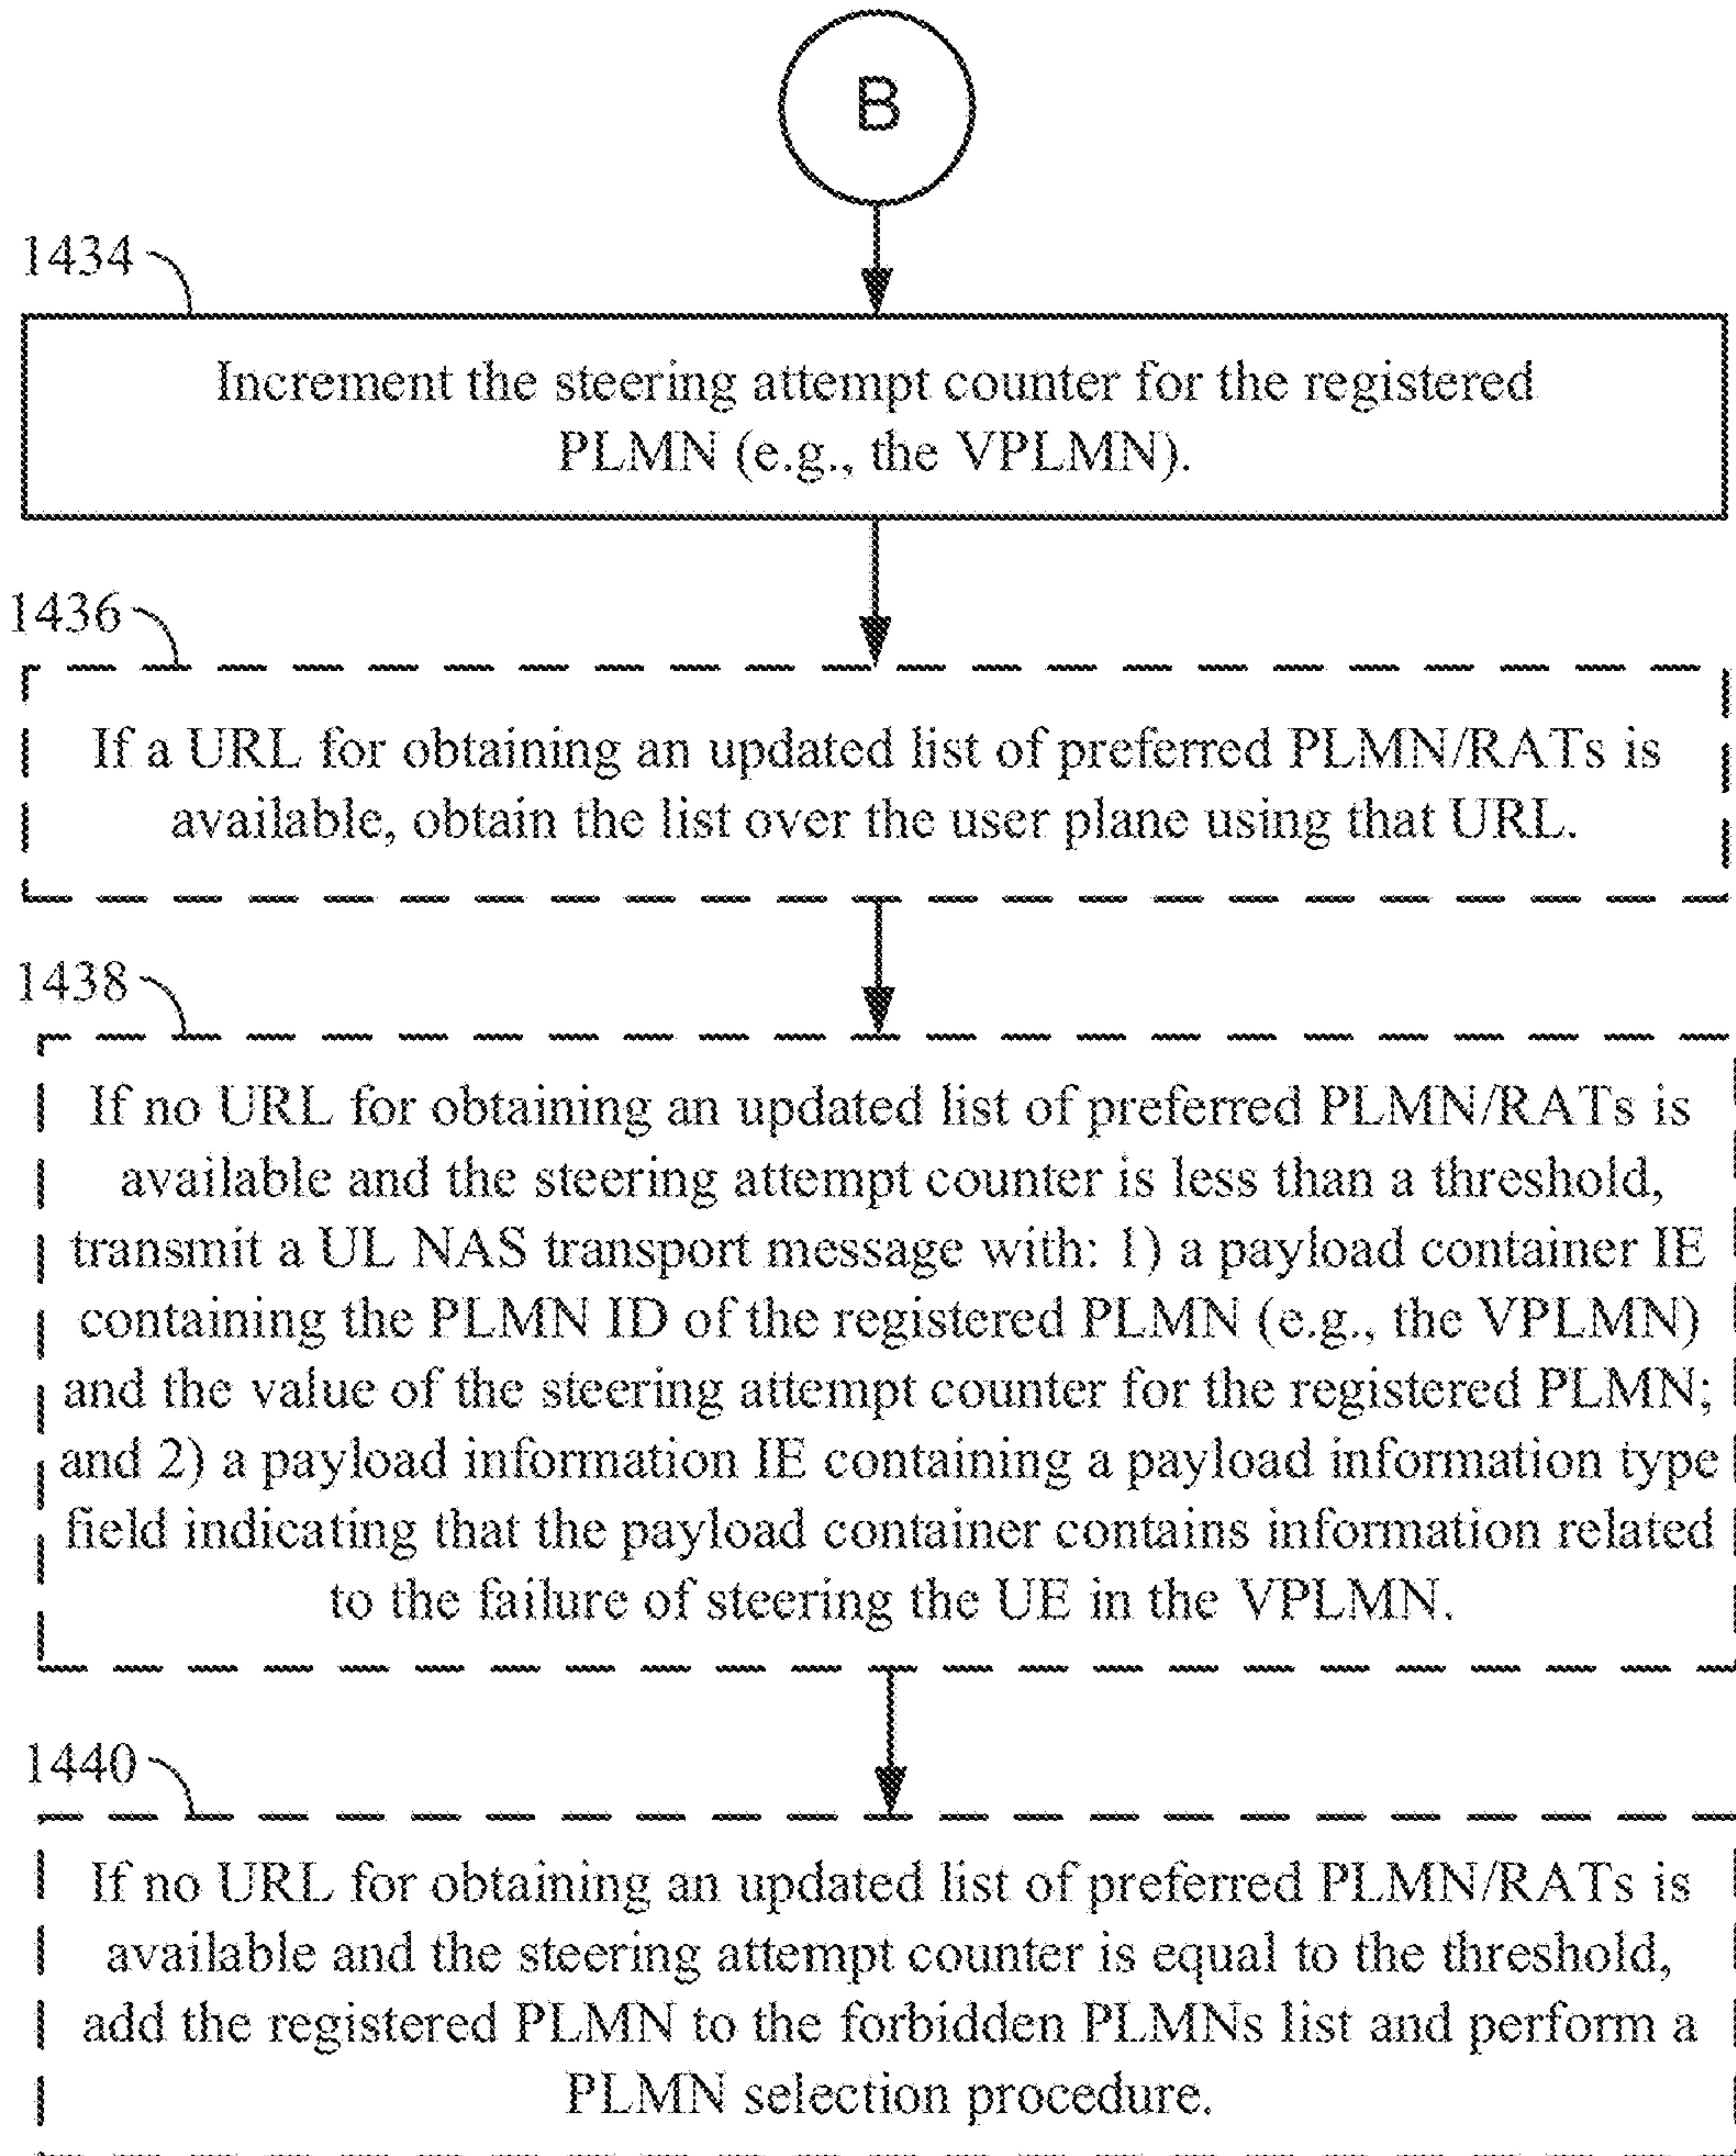 B
1434
Increment the steering attempt counter for the registered
PLMN (e.g., the VPLMN).
1436
If a URL for obtaining an updated list of preferred PLMN/RATs is
available, obtain the list over the user plane using that URL.
1438
If no URL for obtaining an updated list of preferred PLMN/RATs is
available and the steering attempt counter is less than a threshold,
transmit a UL NAS transport message with: 1) a payload container IE
containing the PLMN ID of the registered PLMN (e.g., the VPLMN)
and the value of the steering attempt counter for the registered PLMN;
and 2) a payload information IE containing a payload information type
field indicating that the payload container contains information related
to the failure of steering the UE in the VPLMN.
1440
If no URL for obtaining an updated list of preferred PLMN/RATs is
available and the steering attempt counter is equal to the threshold,
add the registered PLMN to the forbidden PLMNs list and perform a
PLMN selection procedure.